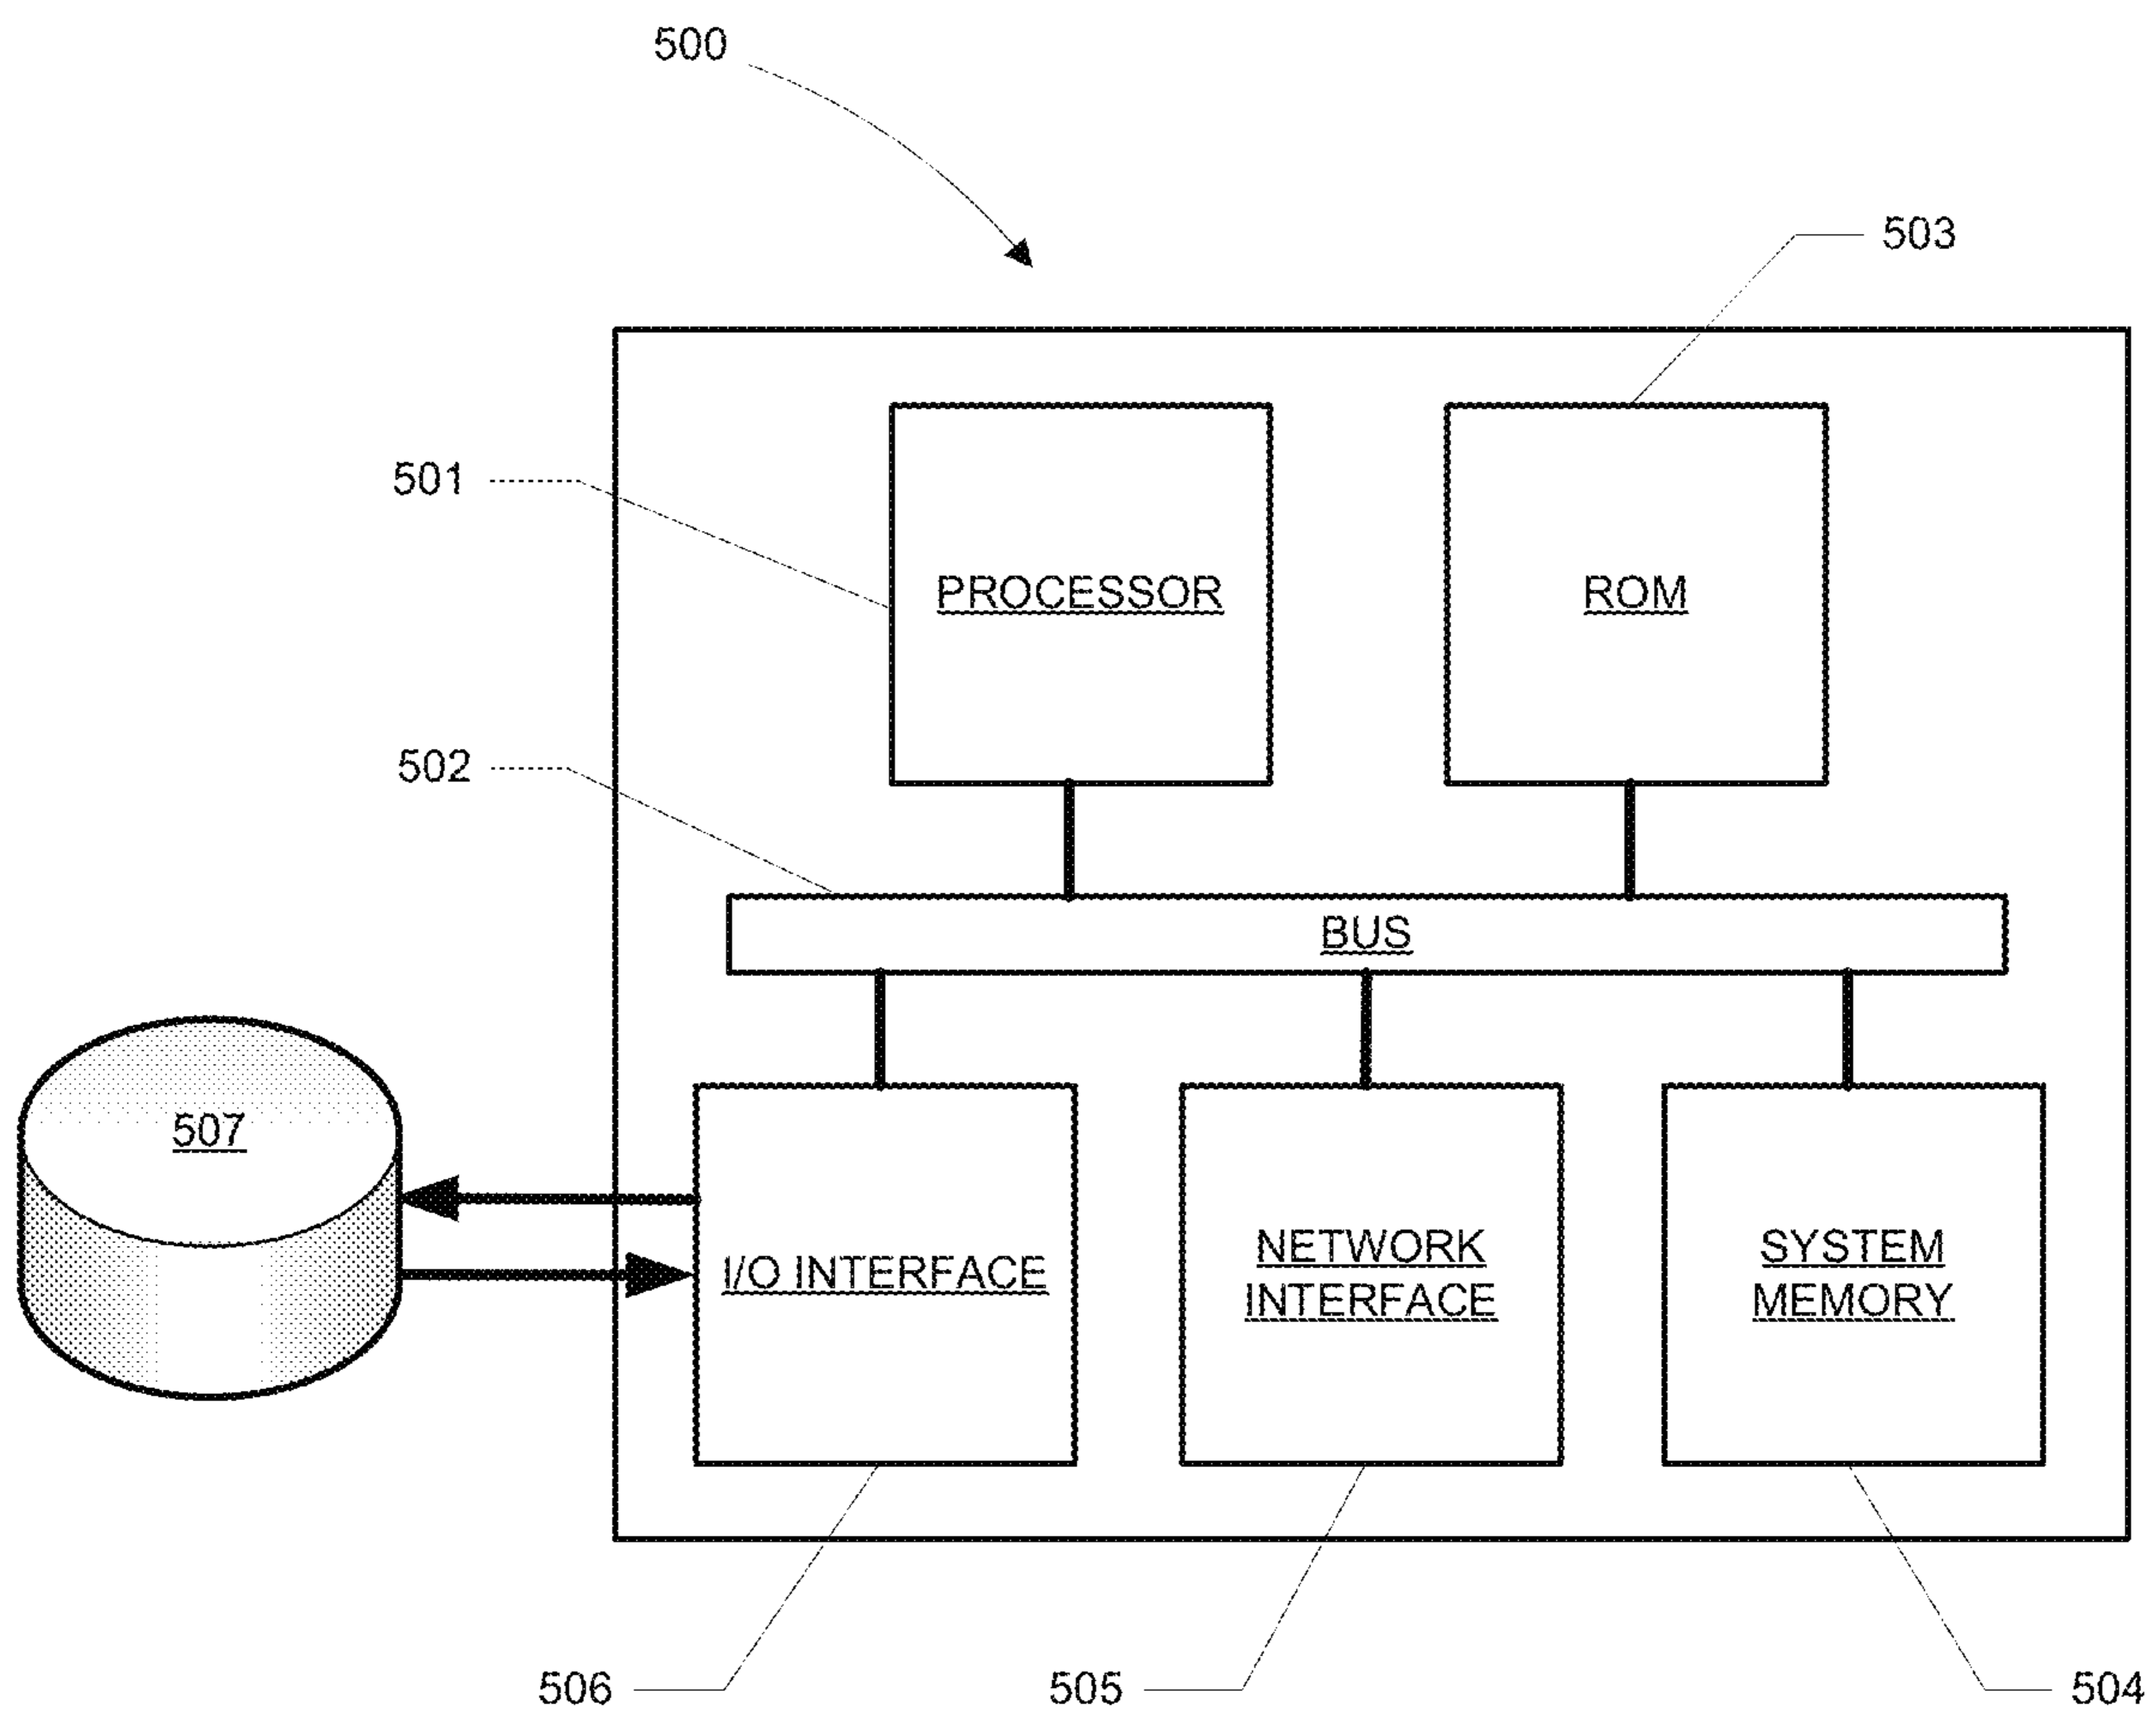 500
503
501
PROCESSOR
ROM
502
BUS
507
I/O INTERFACE
NETWORK
INTERFACE
SYSTEM
MEMORY
506
505
504